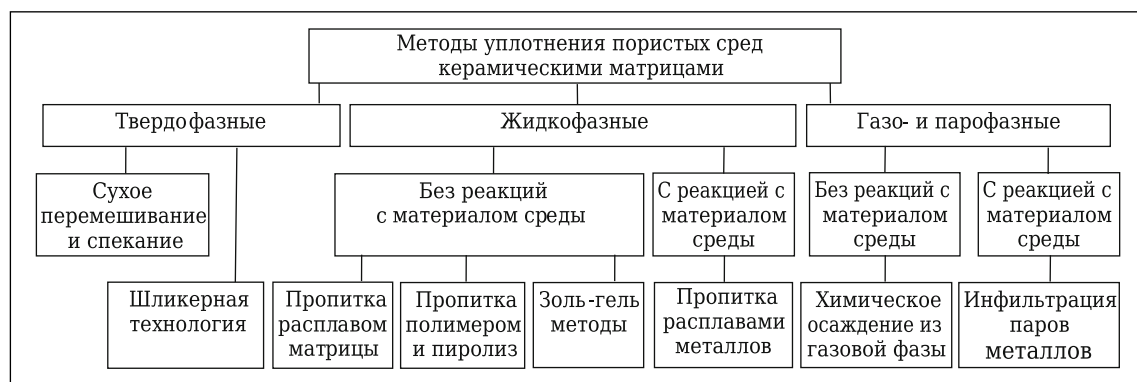 Методы уплотнения пористых сред
керамическими матрицами
Твердофазные
Жидкофазные
Газо- и парофазные
Сухое
перемешивание
и спекание
Без реакций
с материалом среды
С реакцией с
материалом
среды
Без реакций с
материалом
среды
С реакцией с
материалом
среды
Шликерная
технология
Пропитка
расплавом
матрицы
Пропитка
полимером
и пиролиз
Золь-гель
методы
Пропитка
расплавами
металлов
Химическое
осаждение из
газовой фазы
Инфильтрация
паров
металлов